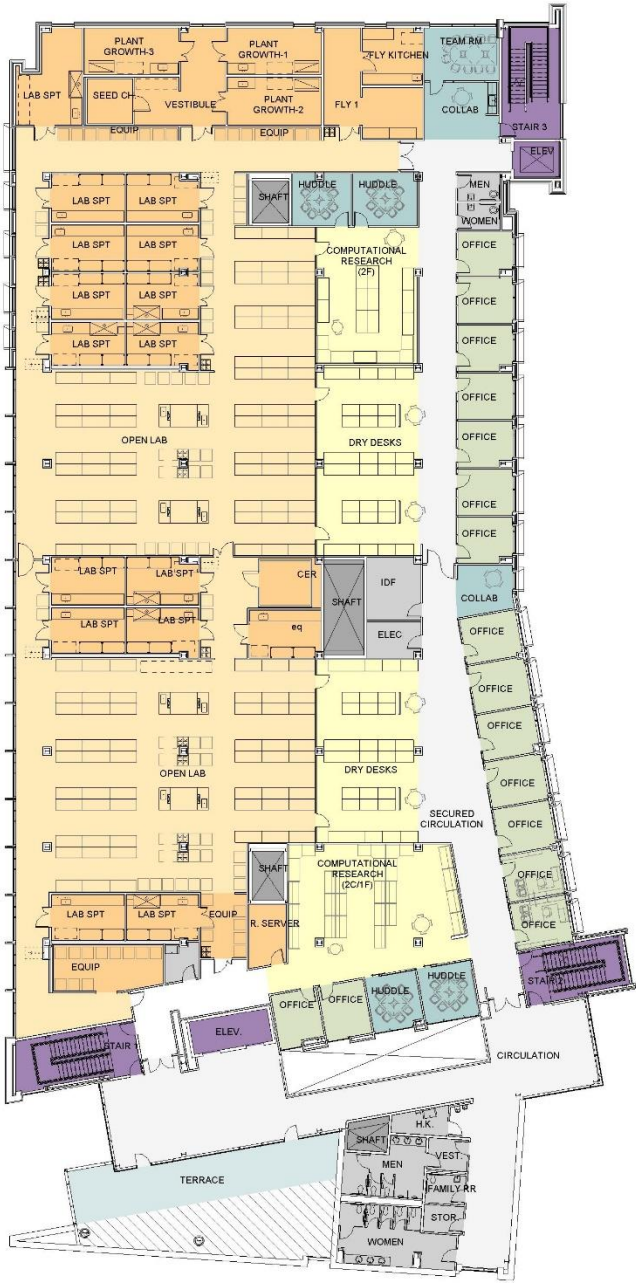 PLANT
GROWTH-3
PLANT
GROWTH-1
FLY KITCHEN
TEAM RM
LAB SPT
SEED CH
VESTIBULE
PLANT
GROWTH-2
FLY 1
COLLAB
STAIR 3
EQUIP
EQUIP
ELEV
SHAFT
HUDDLE
HUDDLE
MEN
WOMEN
LAB SPT
LAB SPT
LAB SPT
LAB SPT
LAB SPT
LAB SPT
LAB SPT
LAB SPT
COMPUTATIONAL
RESEARCH
(2F)
OFFICE
OFFICE
OFFICE
OFFICE
OFFICE
OFFICE
OFFICE
OPEN LAB
DRY DESKS
LAB SPT
LAB SPT
LAB SPT
LAB SPT
CER
eq
SHAFT
IDF
ELEC
COLLAB
OFFICE
OFFICE
OFFICE
OFFICE
OFFICE
OFFICE
OFFICE
OPEN LAB
DRY DESKS
SECURED
CIRCULATION
SHAFT
COMPUTATIONAL
RESEARCH
(2C/1F)
LAB SPT
LAB SPT
EQUIP
R. SERVER
EQUIP
OFFICE
OFFICE
HUDDLE
HUDDLE
STAIR 1
ELEV.
CIRCULATION
TERRACE
SHAFT
H.K.
MEN
VEST.
FAMILY RR
STOR.
WOMEN